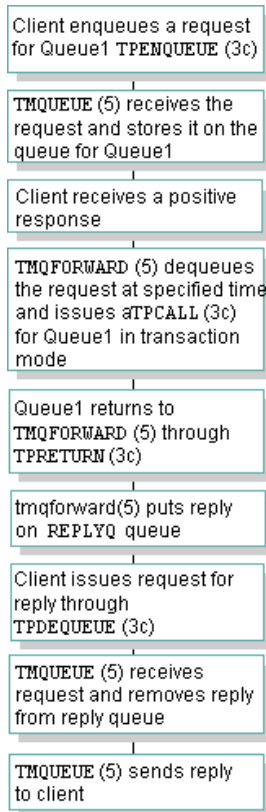 Client enqueues a request
for Queue1 TPENQUEUE (3c)
TMQUEUE (5) receives the
request and stores it on the
queue for Queue1
Client receives a positive
response
TMQFORWARD (5) dequeues
the request at specified time
and issues aTPCALL (3c)
for Queue1 in transaction
mode
Queue1 returns to
TMQFORWARD (5) through
TPRETURN (3c)
tmqforward(5) puts reply
on REPLYQ queue
Client issues request for
reply through
TPDEQUEUE (3c)
TMQUEUE (5) receives
request and removes reply
from reply queue
TMQUEUE (5) sends reply
to client